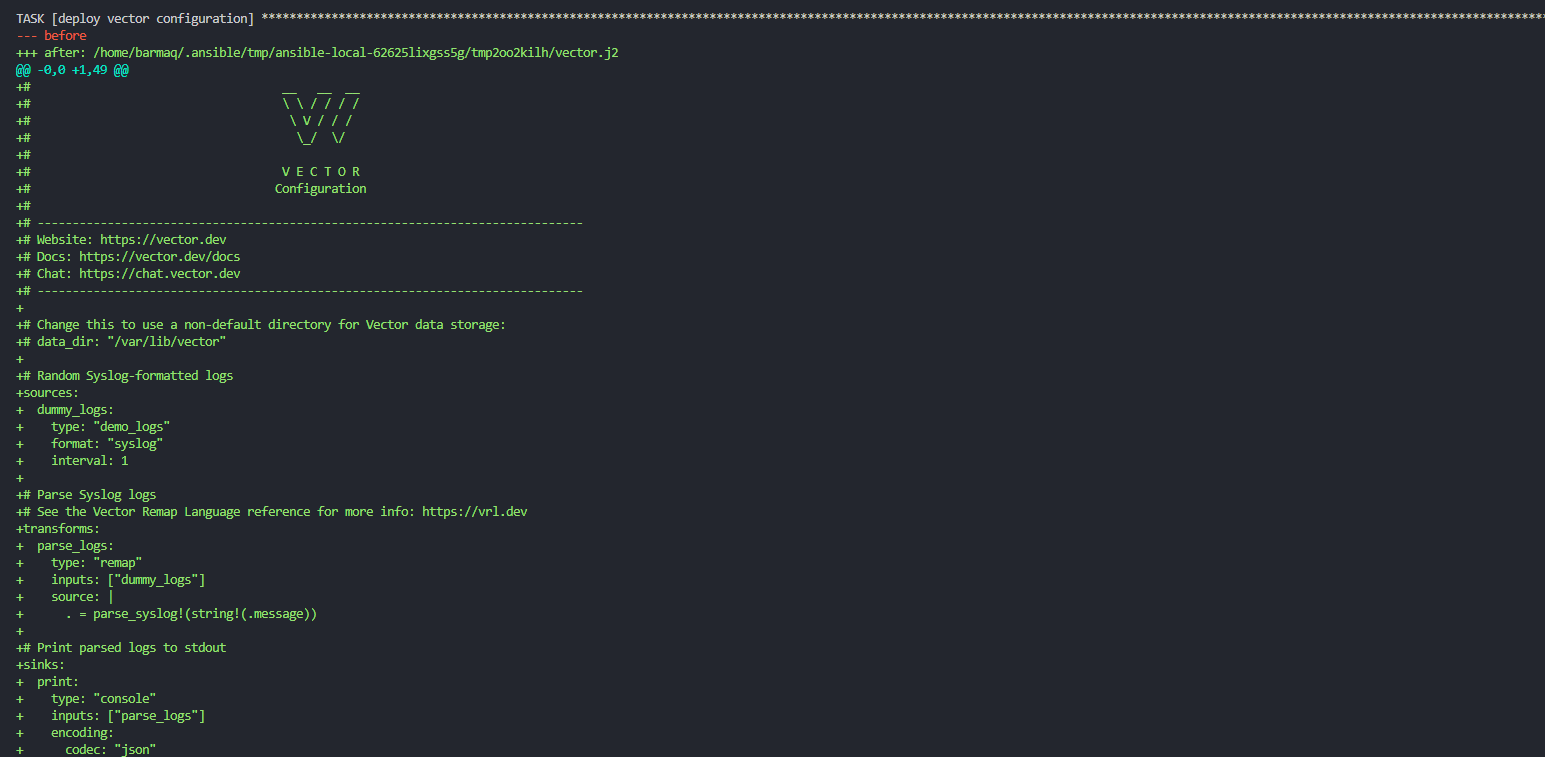 TASK [deploy vector configuration] ****************************************************************************************************************************************************************************************
--- before
+++ after: /home/barmaq/.ansible/tmp/ansible-local-62625lixgss5g/tmp2oo2kilh/vector.j2
@@ -0,0 +1,49 @@
+#                                    __   __  __
+#                                    \ \ / / / /
+#                                     \ V / / /
+#                                      \_/  \/
+#
+#                                    V E C T O R
+#                                   Configuration
+#
+# ------------------------------------------------------------------------------
+# Website: https://vector.dev
+# Docs: https://vector.dev/docs
+# Chat: https://chat.vector.dev
+# ------------------------------------------------------------------------------
+
+# Change this to use a non-default directory for Vector data storage:
+# data_dir: "/var/lib/vector"
+
+# Random Syslog-formatted logs
+sources:
+  dummy_logs:
+    type: "demo_logs"
+    format: "syslog"
+    interval: 1
+
+# Parse Syslog logs
+# See the Vector Remap Language reference for more info: https://vrl.dev
+transforms:
+  parse_logs:
+    type: "remap"
+    inputs: ["dummy_logs"]
+    source: |
+      . = parse_syslog!(string!(.message))
+
+# Print parsed logs to stdout
+sinks:
+  print:
+    type: "console"
+    inputs: ["parse_logs"]
+    encoding:
+      codec: "json"